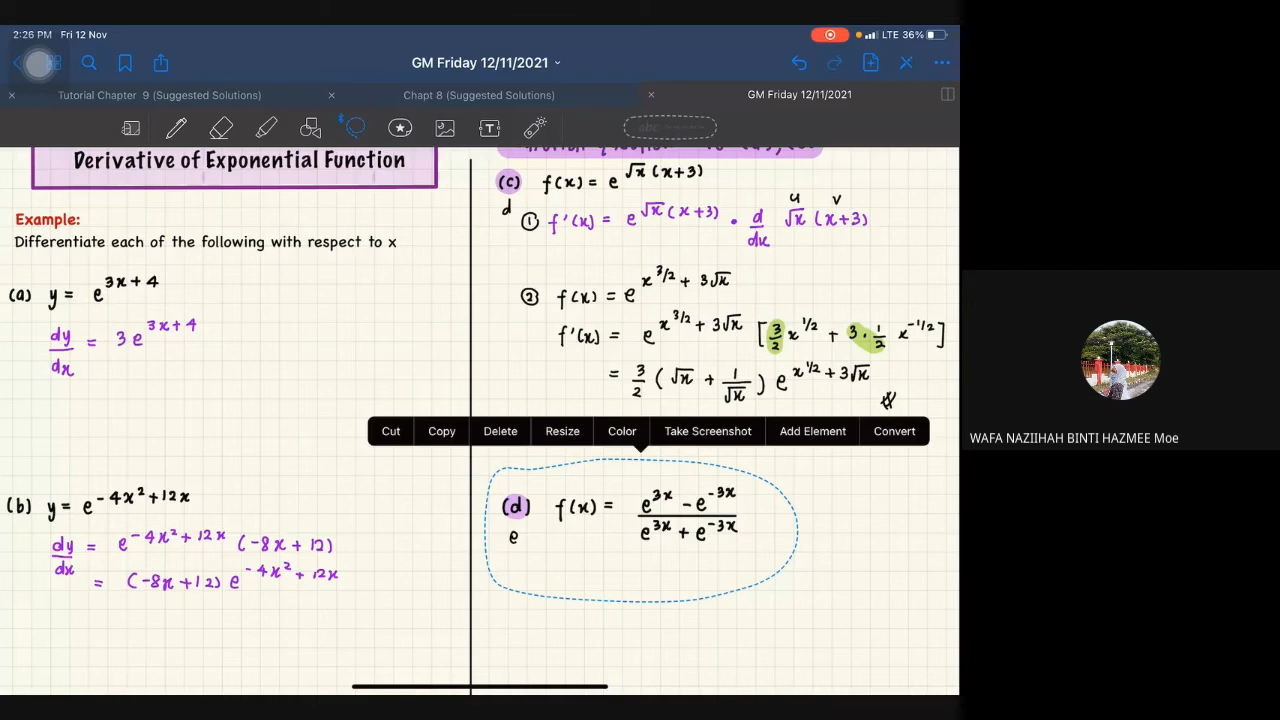 2:26 PM Fri 12 Nov
LTE 36%
GM Friday 12/11/2021
Tutorial Chapter 9 (Suggested Solutions)
Chapt 8 (Suggested Solutions)
GM Friday 12/11/2021
abc
T
Derivative of Exponential Function
Example:
Differentiate each of the following with respect to x
(a) y = e^{3x+4}
dy/dx = 3e^{3x+4}
(b) y = e^{-4x²+12x}
dy/dx = e^{-4x²+12x} (-8x+12)
= (-8x+12) e^{-4x²+12x}
(c) f(x) = e^{√x(x+3)}
d
① f'(x) = e^{√x(x+3)} • d/dx √x (x+3)
u v
② f(x) = e^{x^{3/2} + 3√x}
f'(x) = e^{x^{3/2} + 3√x} [3/2 x^{1/2} + 3·1/2 x^{-1/2}]
= 3/2 (√x + 1/√x) e^{x^{1/2} + 3√x}
Cut Copy Delete Resize Color Take Screenshot Add Element Convert
(d) f(x) = (e^{3x} - e^{-3x})/(e^{3x} + e^{-3x})
e
WAFA NAZIIHAH BINTI HAZMEE Moe